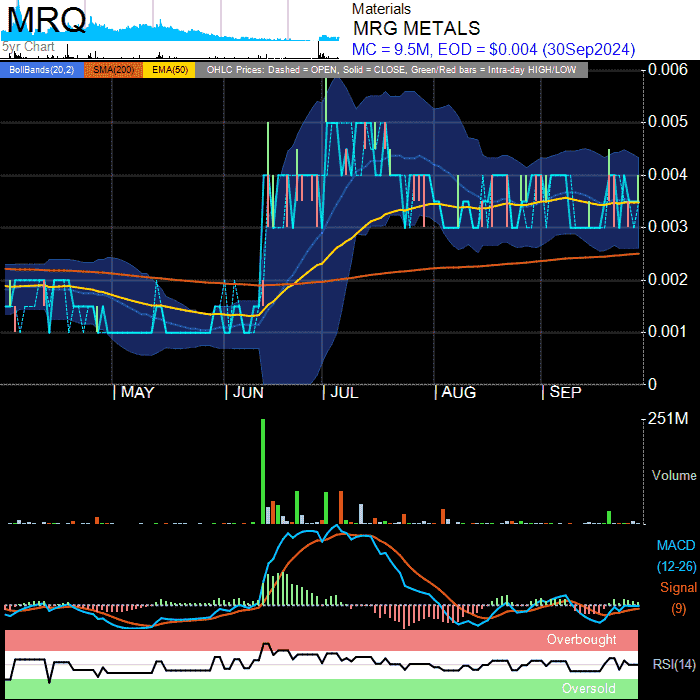 MRQ
5yr Chart
Materials
MRG METALS
MC = 9.5M, EOD = $0.004 (30Sep2024)
BollBands(20,2) SMA(200) EMA(50) OHLC Prices: Dashed = OPEN, Solid = CLOSE, Green/Red bars = Intra-day HIGH/LOW
0.006
0.005
0.004
0.003
0.002
0.001
0
MAY JUN JUL AUG SEP
251M
Volume
MACD
(12-26)
Signal
(9)
Overbought
RSI(14)
Oversold